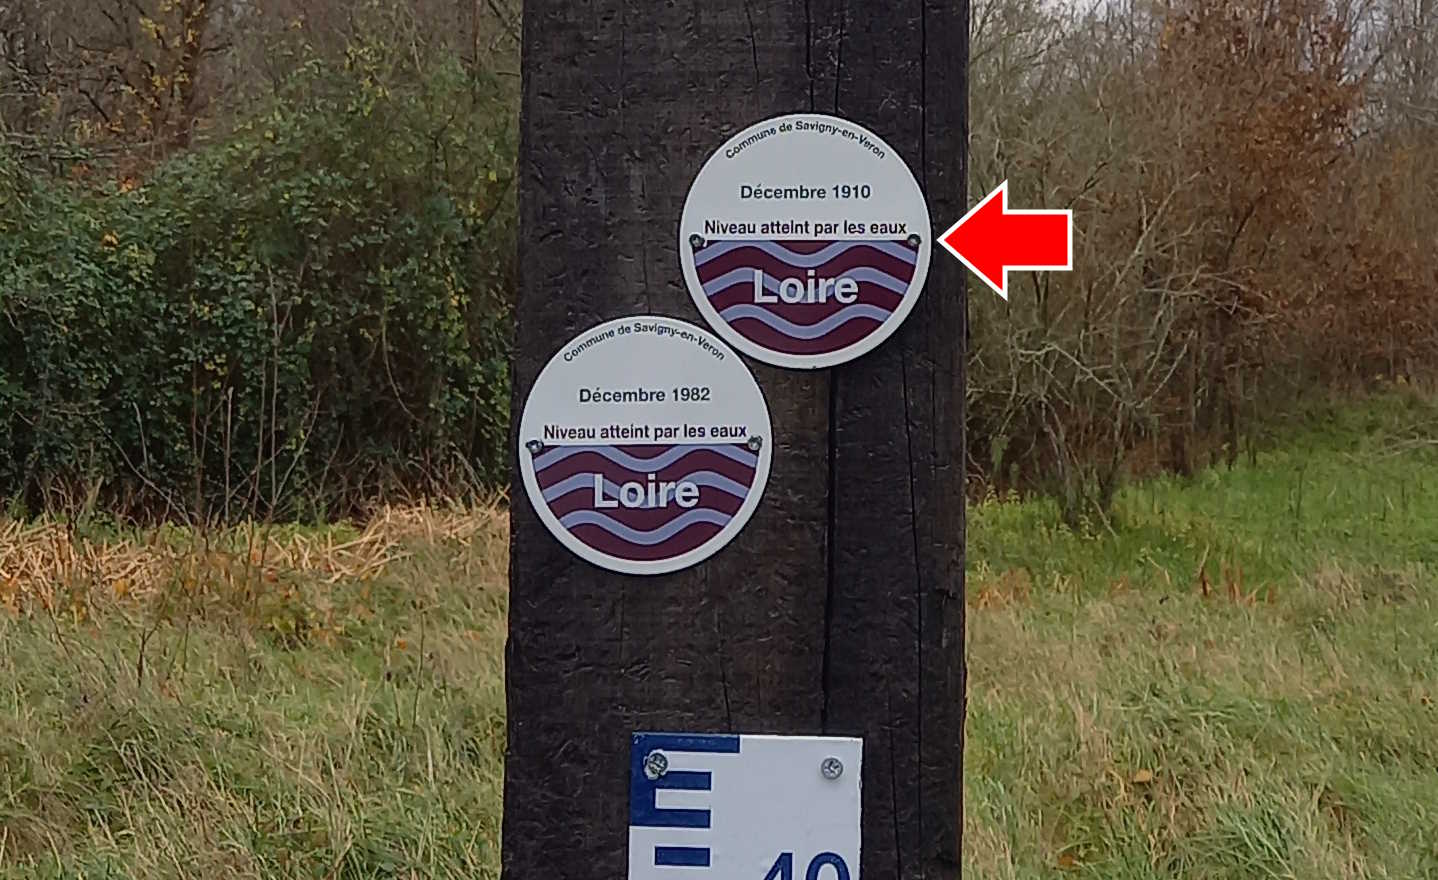 Commune de Savigny-en-Veron
Décembre 1910
Niveau atteint par les eaux
Loire
Commune de Savigny-en-Veron
Décembre 1982
Niveau atteint par les eaux
Loire
40